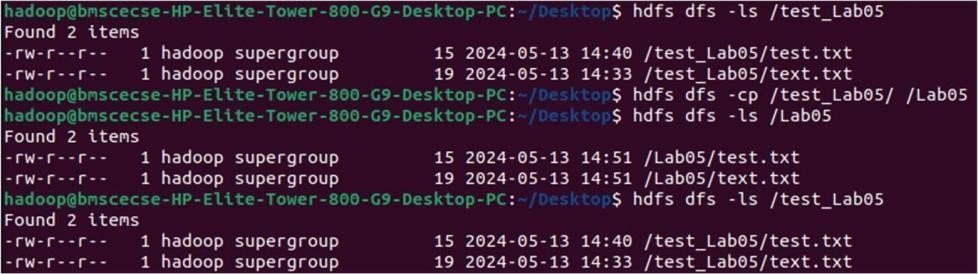 hadoop@bmscecse-HP-Elite-Tower-800-G9-Desktop-PC:~/Desktop$ hdfs dfs -ls /test_Lab05
Found 2 items
-rw-r--r--   1 hadoop supergroup         15 2024-05-13 14:40 /test_Lab05/test.txt
-rw-r--r--   1 hadoop supergroup         19 2024-05-13 14:33 /test_Lab05/text.txt
hadoop@bmscecse-HP-Elite-Tower-800-G9-Desktop-PC:~/Desktop$ hdfs dfs -cp /test_Lab05/ /Lab05
hadoop@bmscecse-HP-Elite-Tower-800-G9-Desktop-PC:~/Desktop$ hdfs dfs -ls /Lab05
Found 2 items
-rw-r--r--   1 hadoop supergroup         15 2024-05-13 14:51 /Lab05/test.txt
-rw-r--r--   1 hadoop supergroup         19 2024-05-13 14:51 /Lab05/text.txt
hadoop@bmscecse-HP-Elite-Tower-800-G9-Desktop-PC:~/Desktop$ hdfs dfs -ls /test_Lab05
Found 2 items
-rw-r--r--   1 hadoop supergroup         15 2024-05-13 14:40 /test_Lab05/test.txt
-rw-r--r--   1 hadoop supergroup         19 2024-05-13 14:33 /test_Lab05/text.txt